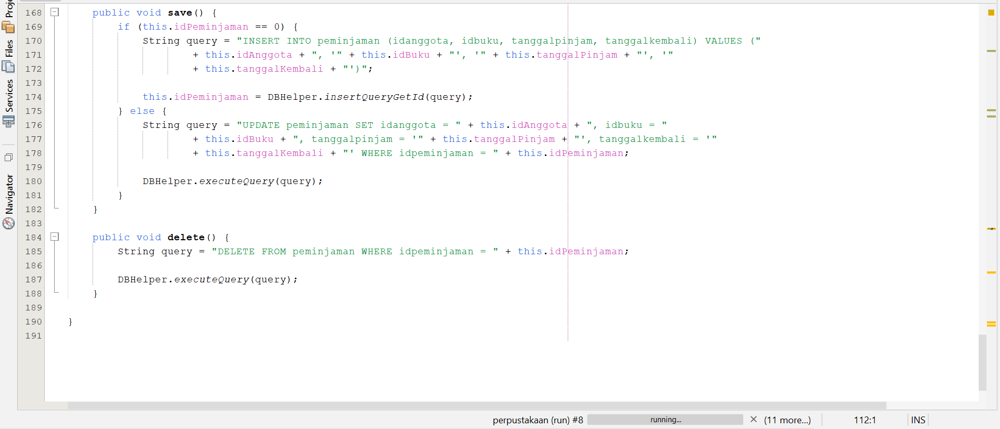 168 public void save() {
169 if (this.idPeminjaman == 0) {
170 String query = "INSERT INTO peminjaman (idanggota, idbuku, tanggalpinjam, tanggalkembali) VALUES ("
171 + this.idAnggota + ", '" + this.idBuku + "', '" + this.tanggalPinjam + "', '"
172 + this.tanggalKembali + "')";
173
174 this.idPeminjaman = DBHelper.insertQueryGetId(query);
175 } else {
176 String query = "UPDATE peminjaman SET idanggota = " + this.idAnggota + ", idbuku = "
177 + this.idBuku + ", tanggalpinjam = '" + this.tanggalPinjam + "', tanggalkembali = '"
178 + this.tanggalKembali + "' WHERE idpeminjaman = " + this.idPeminjaman;
179
180 DBHelper.executeQuery(query);
181 }
182 }
183
184 public void delete() {
185 String query = "DELETE FROM peminjaman WHERE idpeminjaman = " + this.idPeminjaman;
186
187 DBHelper.executeQuery(query);
188 }
189
190 }
191
Files
Services
Navigator
perpustakaan (run) #8 running... (11 more...) 112:1 INS